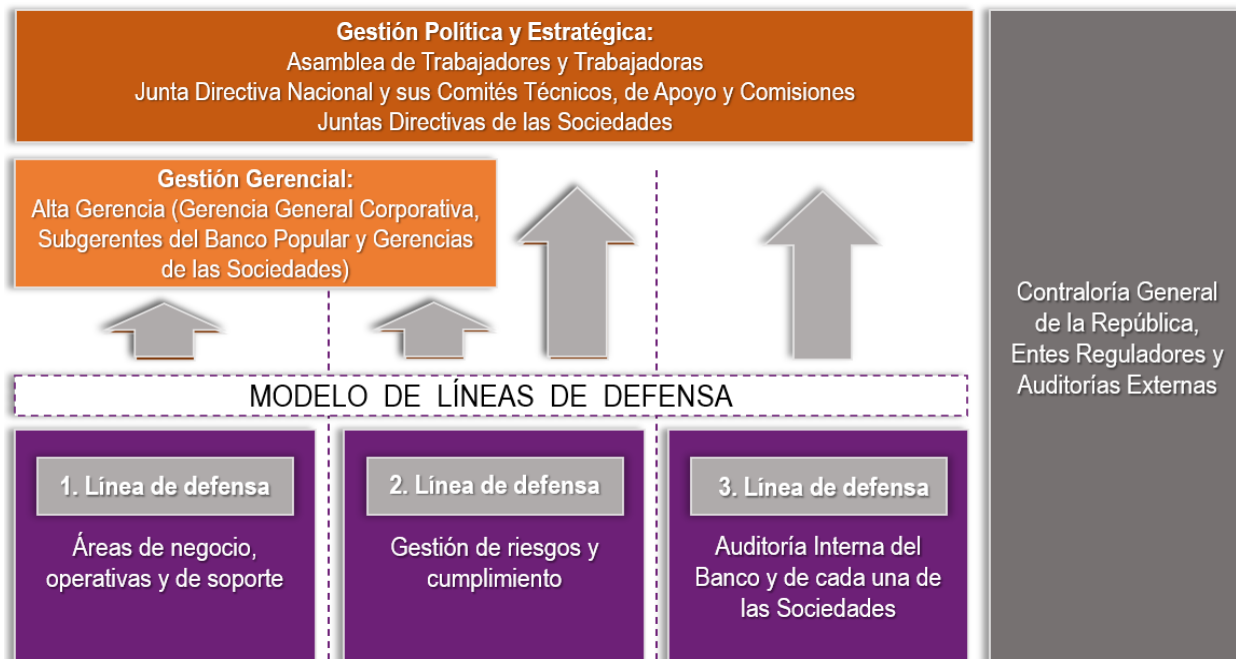 Gestión Política y Estratégica:
Asamblea de Trabajadores y Trabajadoras
Junta Directiva Nacional y sus Comités Técnicos, de Apoyo y Comisiones
Juntas Directivas de las Sociedades
Gestión Gerencial:
Alta Gerencia (Gerencia General Corporativa,
Subgerentes del Banco Popular y Gerencias
de las Sociedades)
MODELO DE LÍNEAS DE DEFENSA
1. Línea de defensa
Áreas de negocio,
operativas y de soporte
2. Línea de defensa
Gestión de riesgos y
cumplimiento
3. Línea de defensa
Auditoría Interna del
Banco y de cada una de
las Sociedades
Contraloría General
de la República,
Entes Reguladores y
Auditorías Externas